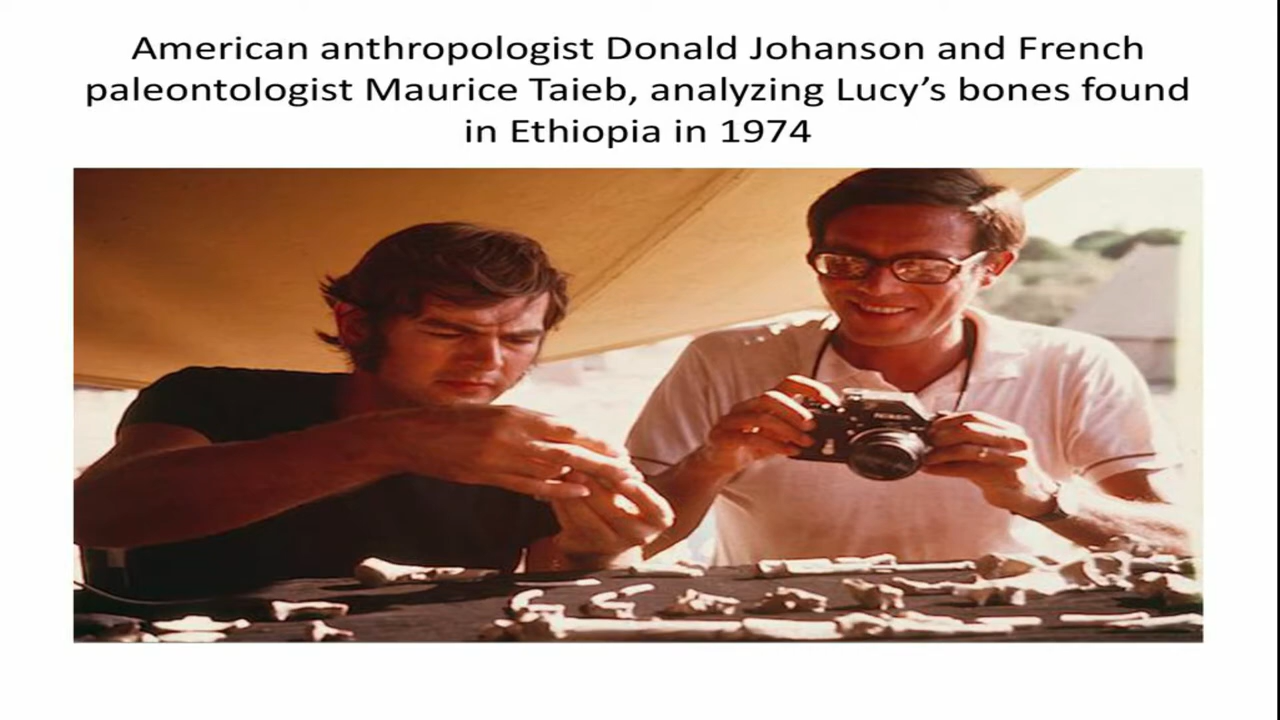 American anthropologist Donald Johanson and French
paleontologist Maurice Taieb, analyzing Lucy’s bones found
in Ethiopia in 1974